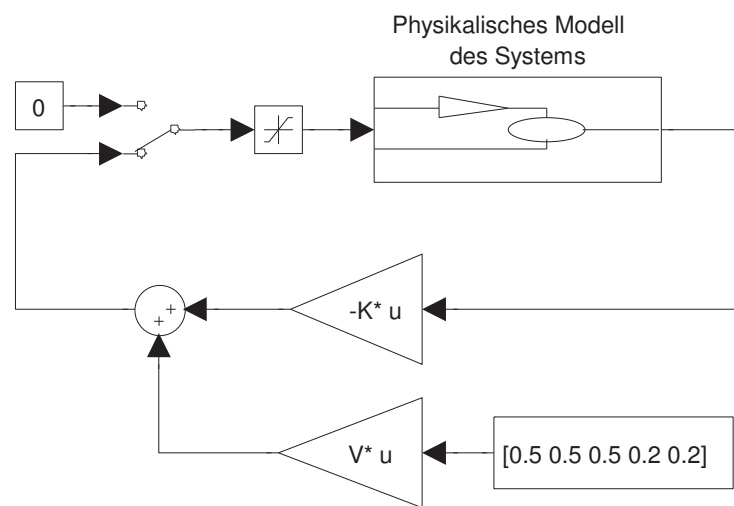 Physikalisches Modell
des Systems
0
+
+
-K* u
V* u
[0.5 0.5 0.5 0.2 0.2]